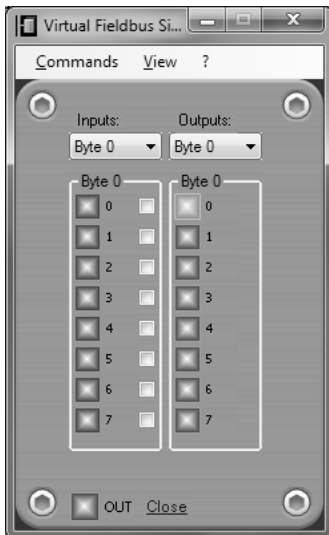 Virtual Fieldbus Si...
Commands View ?
Inputs: Outputs:
Byte 0 Byte 0
Byte 0 Byte 0
0 0
1 1
2 2
3 3
4 4
5 5
6 6
7 7
OUT Close